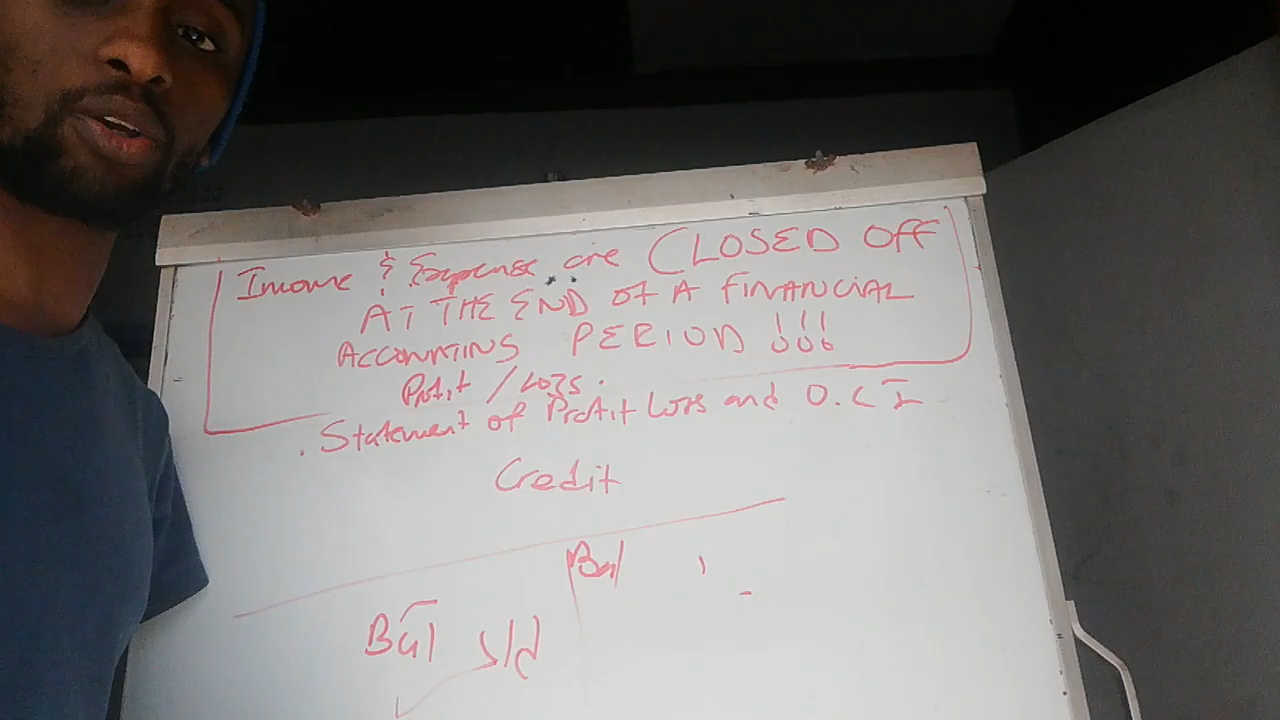 Income & Expense are CLOSED OFF
AT THE END OF A FINANCIAL
ACCOUNTING PERIOD !!!
Profit / Loss.
. Statement of Profit Loss and O.C I
Credit
Bal
Bal